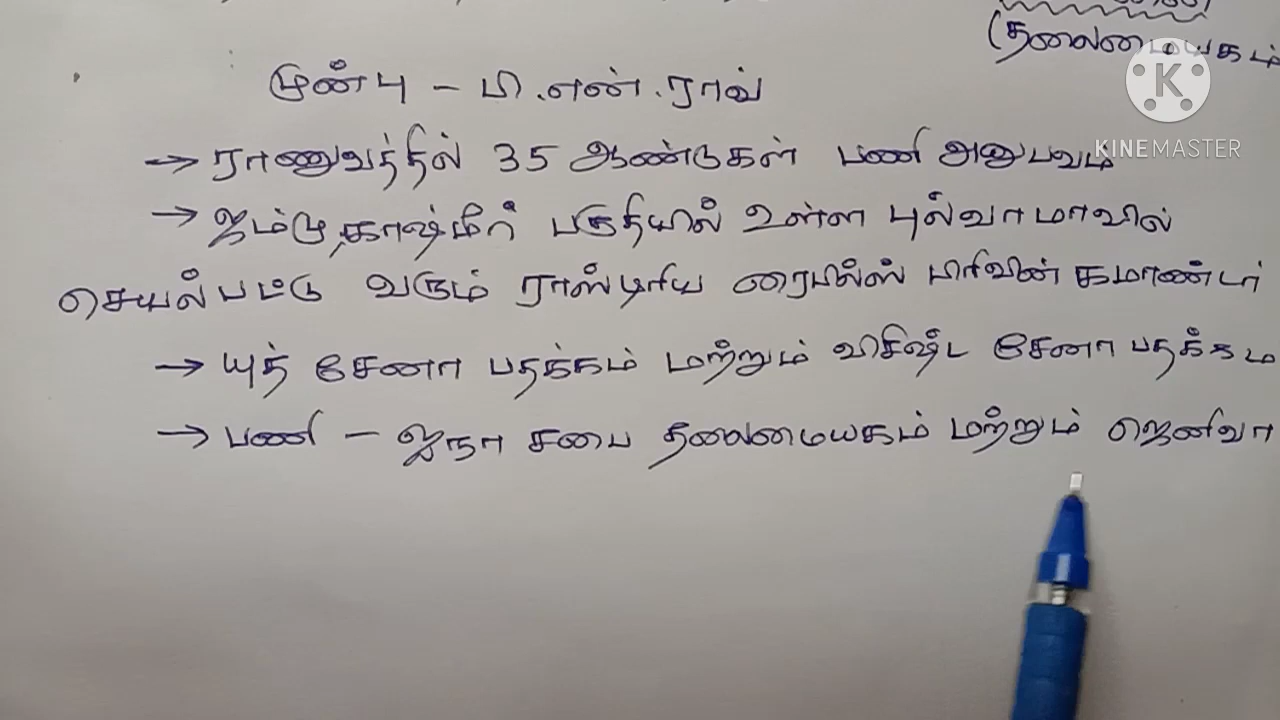 (தலைமையகம்
முன்பு - பி.என்.ராவ்
KINEMASTER
→ ராணுவத்தில் 35 ஆண்டுகள் பணி அனுபவம்
→ ஜம்மு,காஷ்மீர் பகுதியில் உள்ள புல்வாமாவில்
செயல்பட்டு வரும் ராஸ்டிரிய ரைபில்ஸ் பிரிவின் கமாண்டர்
→ யுத் சேனா பதக்கம் மற்றும் விசிஷ்ட சேனா பதக்கம
→ பணி - ஐநா சபை தலைமையகம் மற்றும் ஜெனிவா